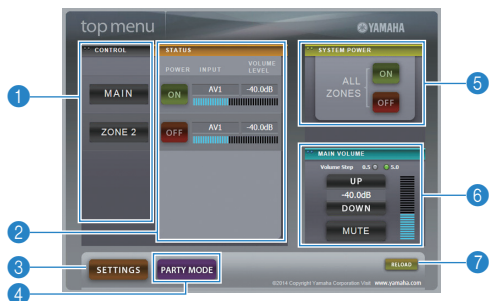 top menu
YAMAHA
CONTROL
STATUS
SYSTEM POWER
POWER INPUT VOLUME LEVEL
MAIN
ON AV1 -40.0dB
ZONE 2
OFF AV1 -40.0dB
ALL ZONES
ON
OFF
MAIN VOLUME
Volume Step 0.5 5.0
UP
-40.0dB
DOWN
MUTE
SETTINGS
PARTY MODE
RELOAD
©2014 Copyright Yamaha Corporation Visit www.yamaha.com
1
2
3
4
5
6
7